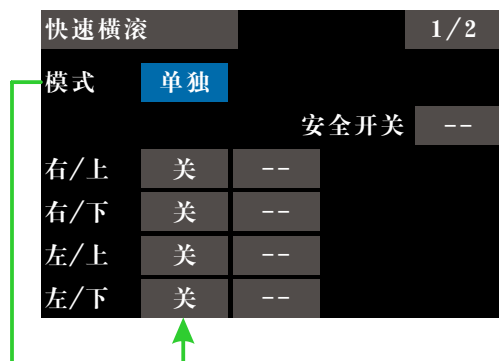 快速横滚 1/2
模式 单独
安全开关 --
右/上 关 --
右/下 关 --
左/上 关 --
左/下 关 --